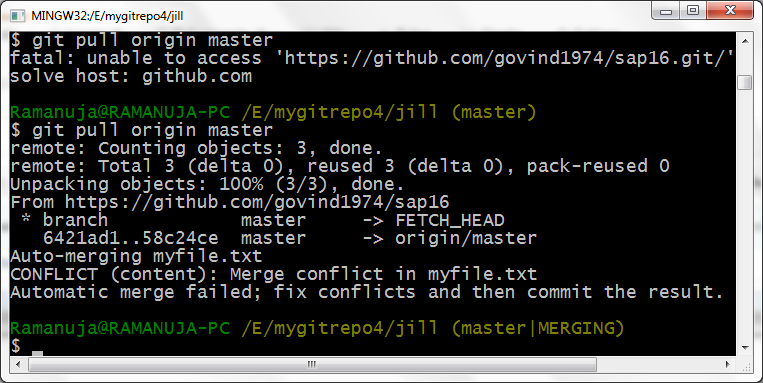 MINGW32:/E/mygitrepo4/jill
$ git pull origin master
fatal: unable to access 'https://github.com/govind1974/sap16.git/'
solve host: github.com
Ramanuja@RAMANUJA-PC /E/mygitrepo4/jill (master)
$ git pull origin master
remote: Counting objects: 3, done.
remote: Total 3 (delta 0), reused 3 (delta 0), pack-reused 0
Unpacking objects: 100% (3/3), done.
From https://github.com/govind1974/sap16
 * branch            master     -> FETCH_HEAD
   6421ad1..58c24ce  master     -> origin/master
Auto-merging myfile.txt
CONFLICT (content): Merge conflict in myfile.txt
Automatic merge failed; fix conflicts and then commit the result.
Ramanuja@RAMANUJA-PC /E/mygitrepo4/jill (master|MERGING)
$